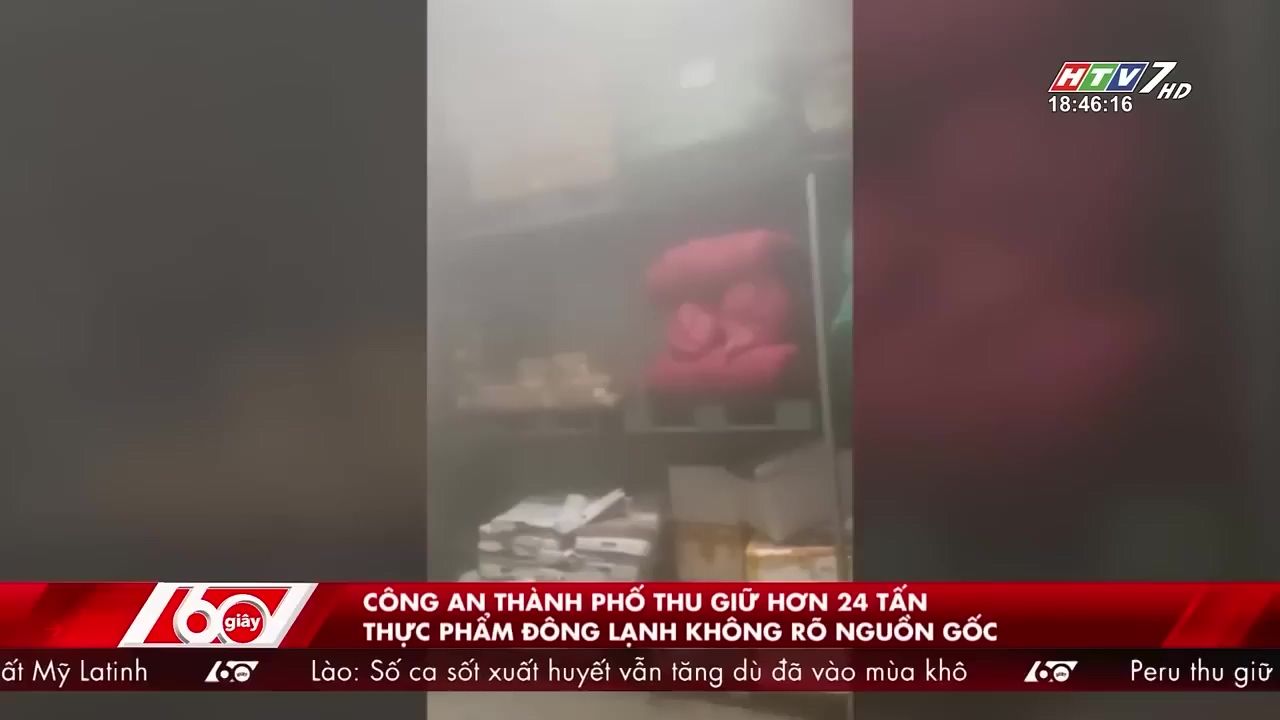 HTV7 HD
18:46:16
60 giây
CÔNG AN THÀNH PHỐ THU GIỮ HƠN 24 TẤN
THỰC PHẨM ĐÔNG LẠNH KHÔNG RÕ NGUỒN GỐC
ất Mỹ Latinh 60 giây Lào: Số ca sốt xuất huyết vẫn tăng dù đã vào mùa khô 60 giây Peru thu giữ